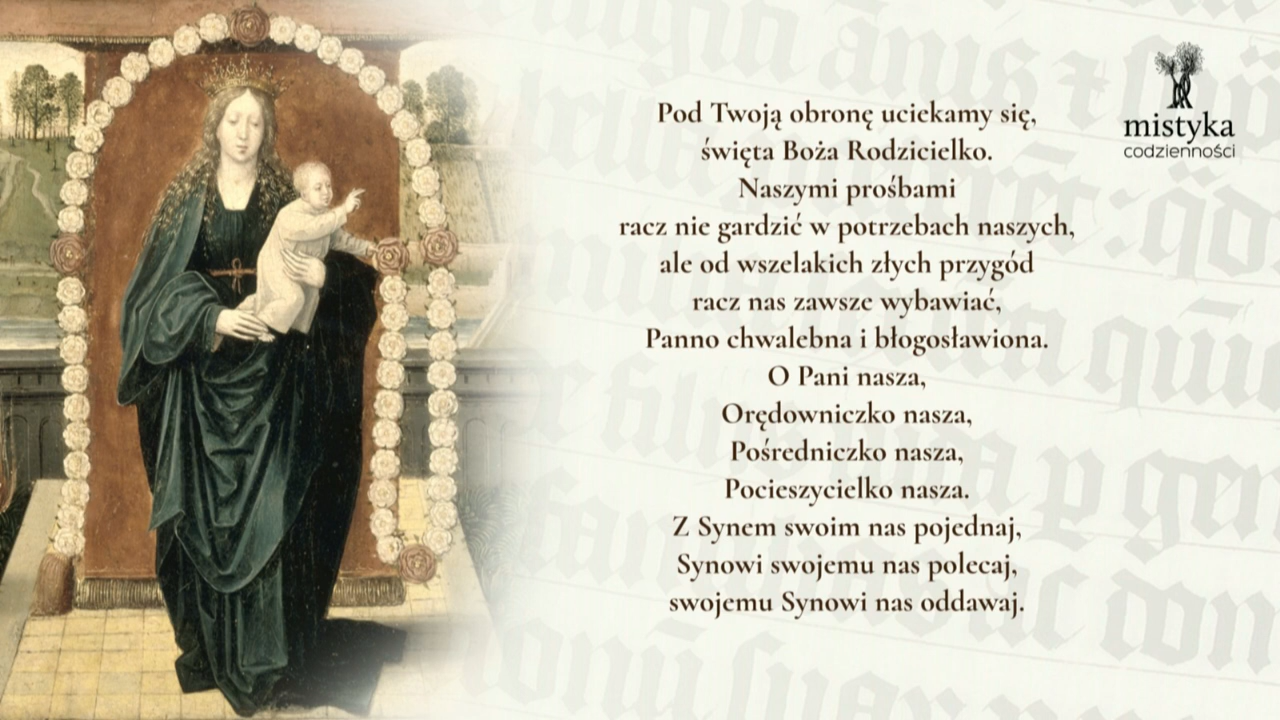 Pod Twoją obronę uciekamy się,
święta Boża Rodzicielko.
Naszymi prośbami
racz nie gardzić w potrzebach naszych,
ale od wszelakich złych przygód
racz nas zawsze wybawiać,
Panno chwalebna i błogosławiona.
O Pani nasza,
Orędowniczko nasza,
Pośredniczko nasza,
Pocieszycielko nasza.
Z Synem swoim nas pojednaj,
Synowi swojemu nas polecaj,
swojemu Synowi nas oddawaj.
mistyka
codzienności